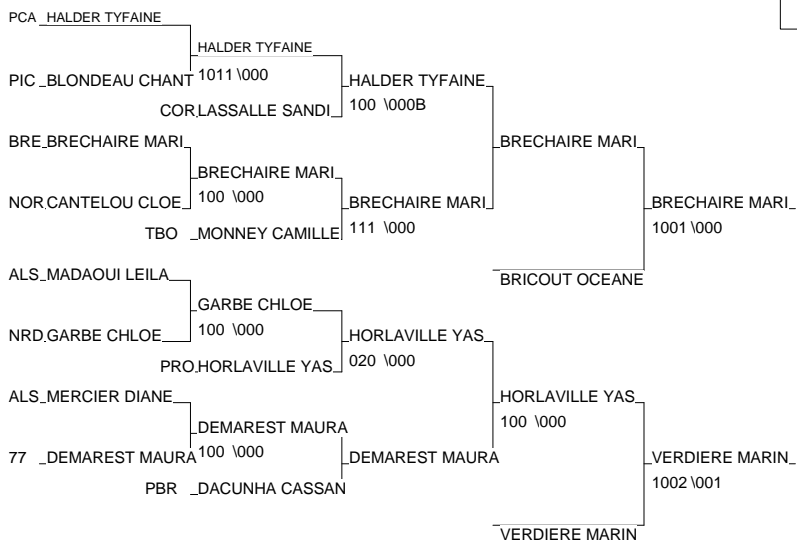 PCA HALDER TYFAINE
HALDER TYFAINE
1011 \000
PIC BLONDEAU CHANT
HALDER TYFAINE
100 \000B
COR LASSALLE SANDI
BRE BRECHAIRE MARI
BRECHAIRE MARI
BRECHAIRE MARI
100 \000
NOR CANTELOU CLOE
BRECHAIRE MARI
111 \000
BRECHAIRE MARI
1001 \000
TBO MONNEY CAMILLE
ALS MADAOUI LEILA
BRICOUT OCEANE
GARBE CHLOE
100 \000
NRD GARBE CHLOE
HORLAVILLE YAS
020 \000
PRO HORLAVILLE YAS
ALS MERCIER DIANE
HORLAVILLE YAS
100 \000
DEMAREST MAURA
100 \000
77 DEMAREST MAURA
DEMAREST MAURA
VERDIERE MARIN
1002 \001
PBR DACUNHA CASSAN
VERDIERE MARIN